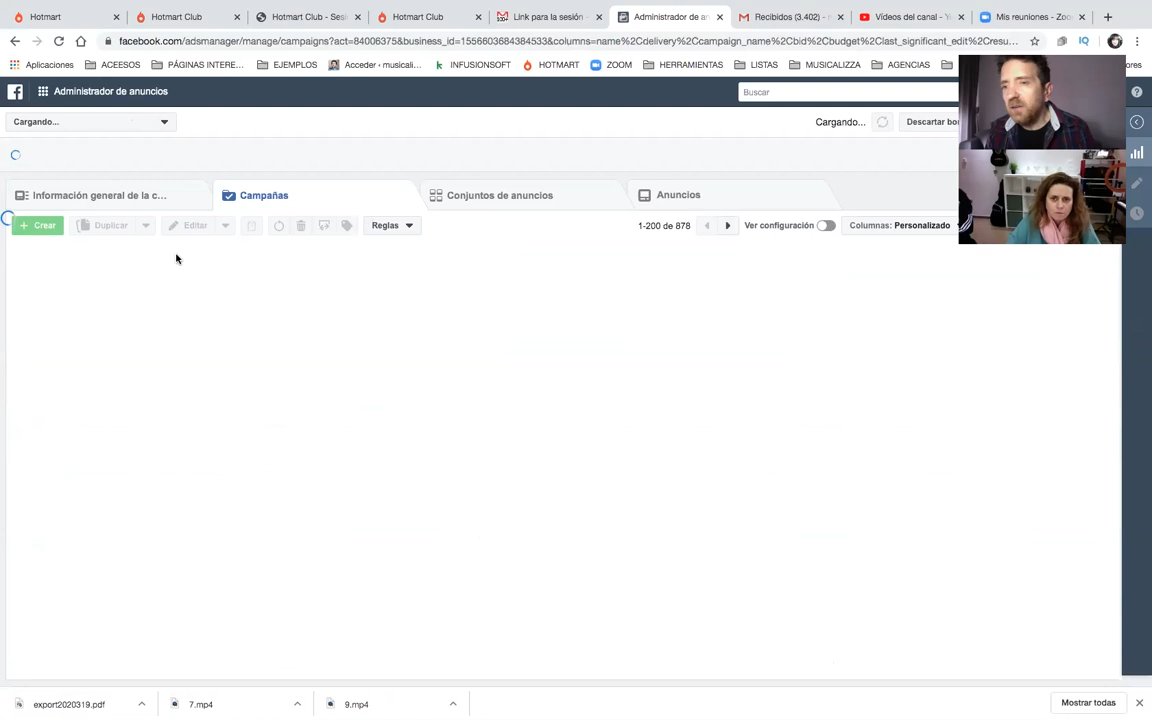 Hotmart
Hotmart Club
Hotmart Club - Sesi
Hotmart Club
Link para la sesión -
Administrador de an
Recibidos (3.402) -
Vídeos del canal - Y
Mis reuniones - Zoo
facebook.com/adsmanager/manage/campaigns?act=84006375&business_id=1556603684384533&columns=name%2Cdelivery%2Ccampaign_name%2Cbid%2Cbudget%2Clast_significant_edit%2Cresu...
IQ
Aplicaciones
ACEESOS
PÁGINAS INTERE...
EJEMPLOS
Acceder - musicali...
INFUSIONSOFT
HOTMART
ZOOM
HERRAMIENTAS
LISTAS
MUSICALIZZA
AGENCIAS
ores
Administrador de anuncios
Buscar
Cargando...
Cargando...
Descartar bor
Información general de la c...
Campañas
Conjuntos de anuncios
Anuncios
+ Crear
Duplicar
Editar
Reglas
1-200 de 878
Ver configuración
Columnas: Personalizado
export2020319.pdf
7.mp4
9.mp4
Mostrar todas